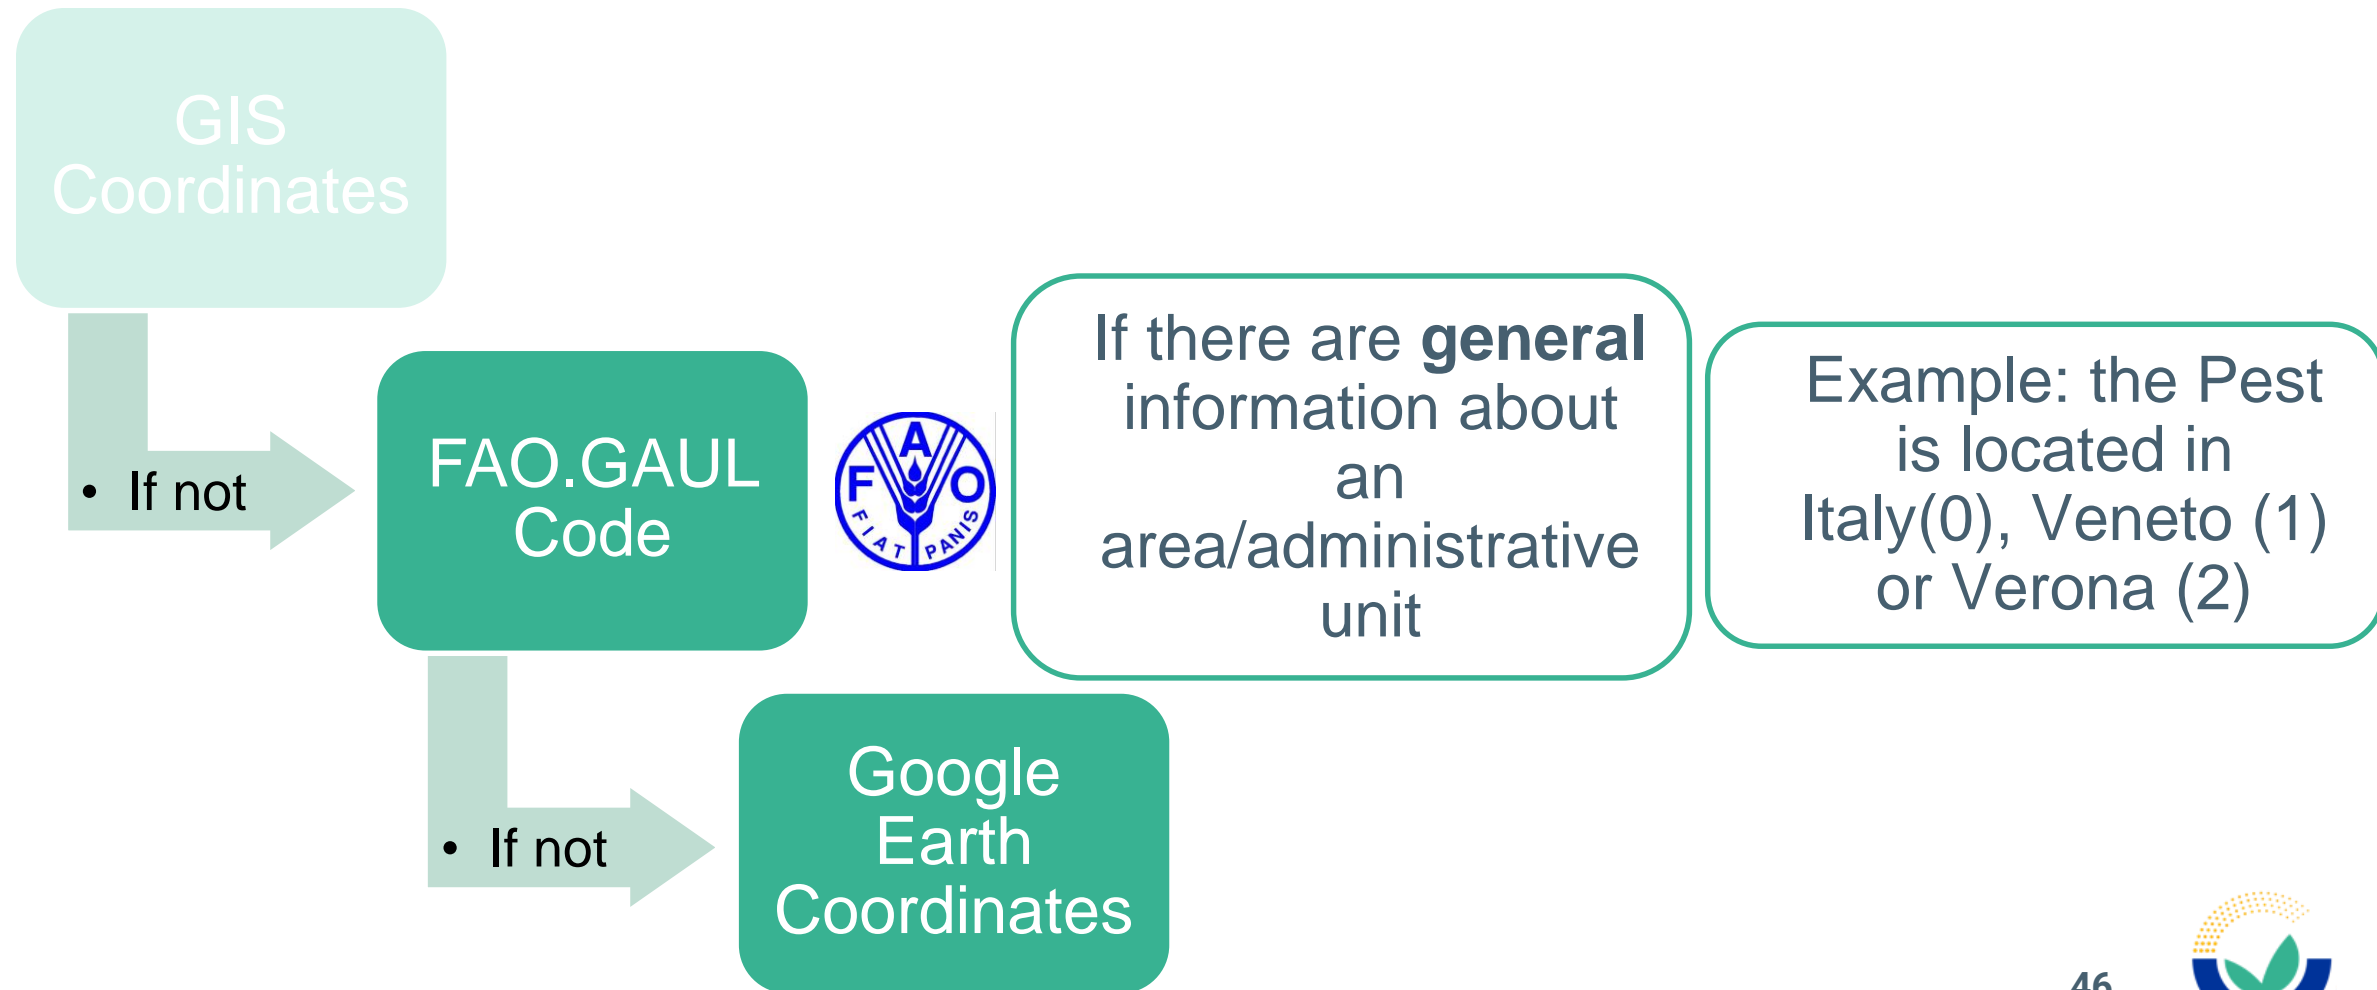 GIS
Coordinates
• If not
FAO.GAUL
Code
F A O
FIAT PANIS
If there are general
information about
an
area/administrative
unit
Example: the Pest
is located in
Italy(0), Veneto (1)
or Verona (2)
• If not
Google
Earth
Coordinates
46